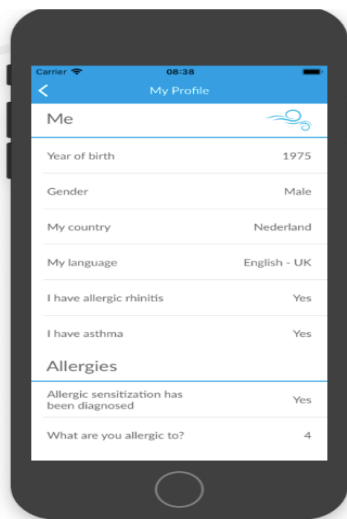 Carrier 08:38
My Profile
Me
Year of birth 1975
Gender Male
My country Nederland
My language English - UK
I have allergic rhinitis Yes
I have asthma Yes
Allergies
Allergic sensitization has
been diagnosed Yes
What are you allergic to? 4